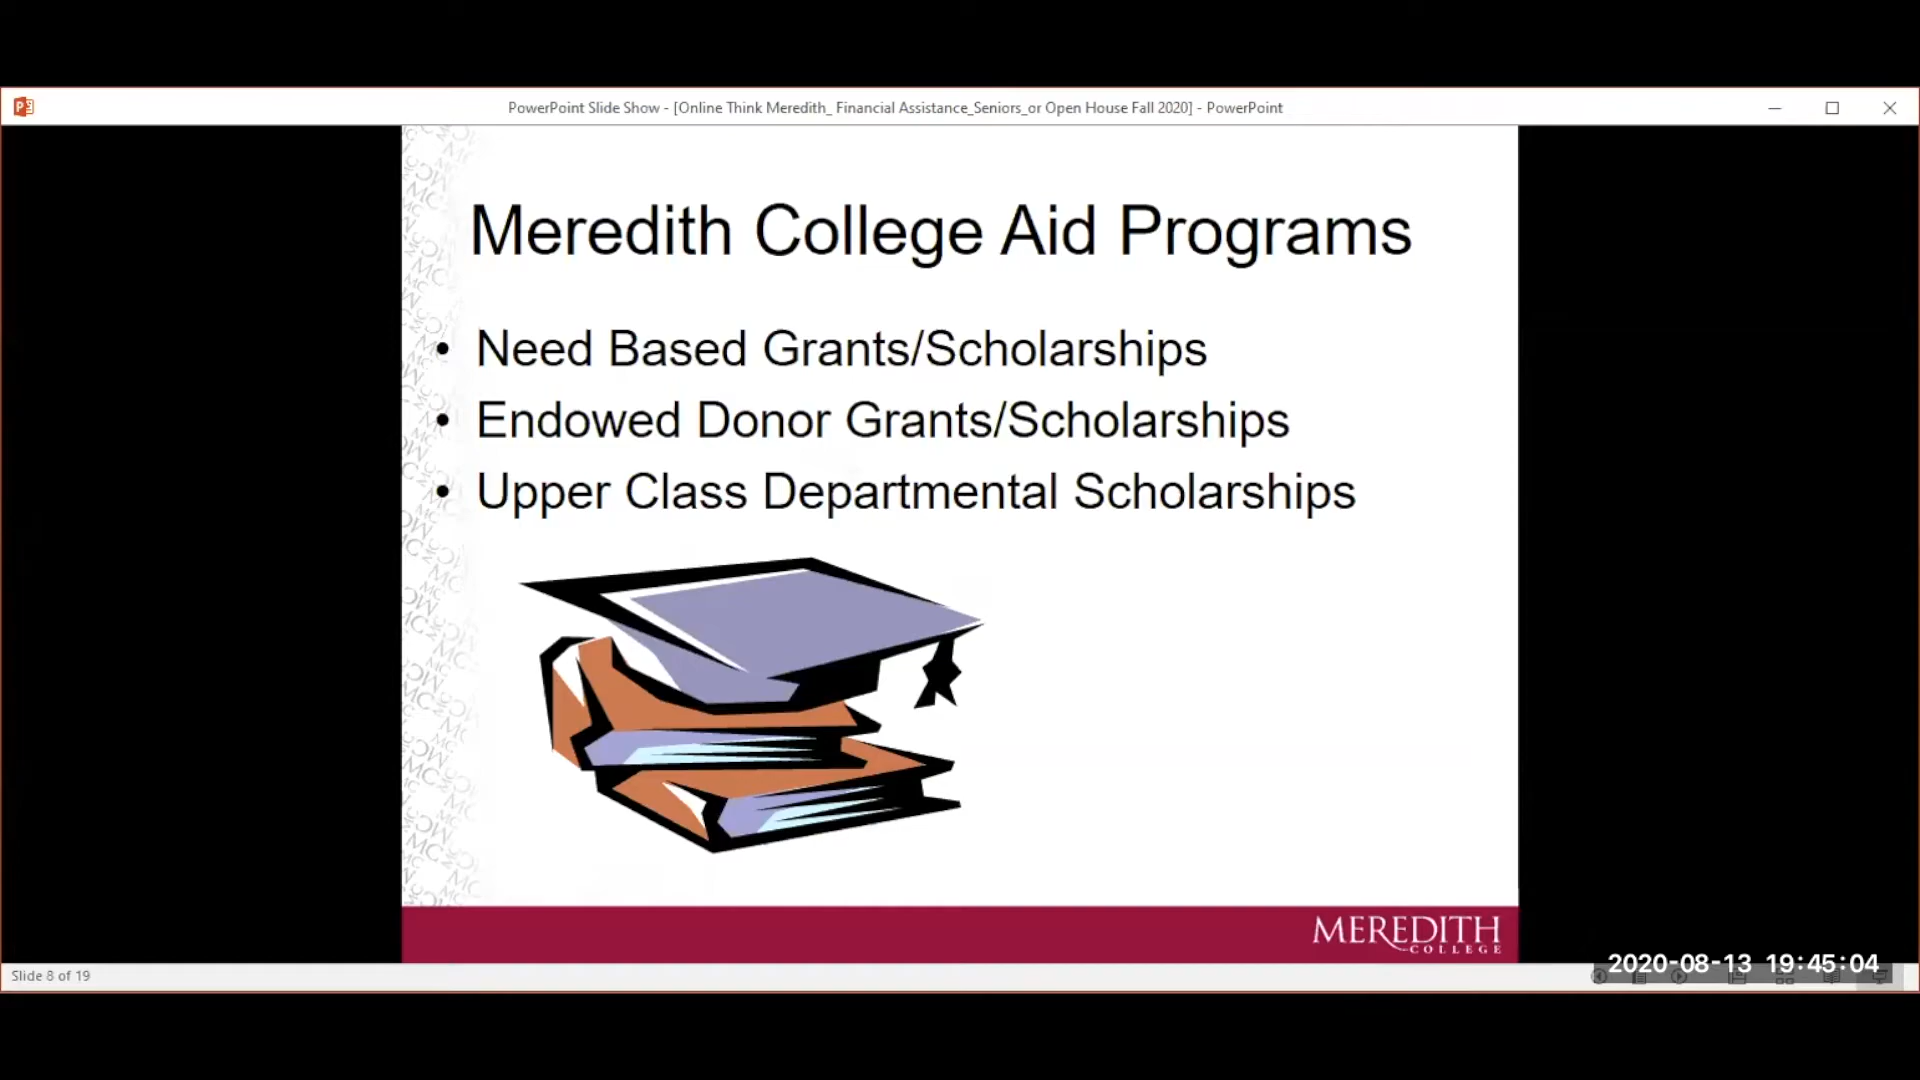 PowerPoint Slide Show - [Online Think Meredith_ Financial Assistance_Seniors_or Open House Fall 2020] - PowerPoint
Meredith College Aid Programs
• Need Based Grants/Scholarships
• Endowed Donor Grants/Scholarships
• Upper Class Departmental Scholarships
MEREDITH
COLLEGE
2020-08-13 19:45:04
Slide 8 of 19